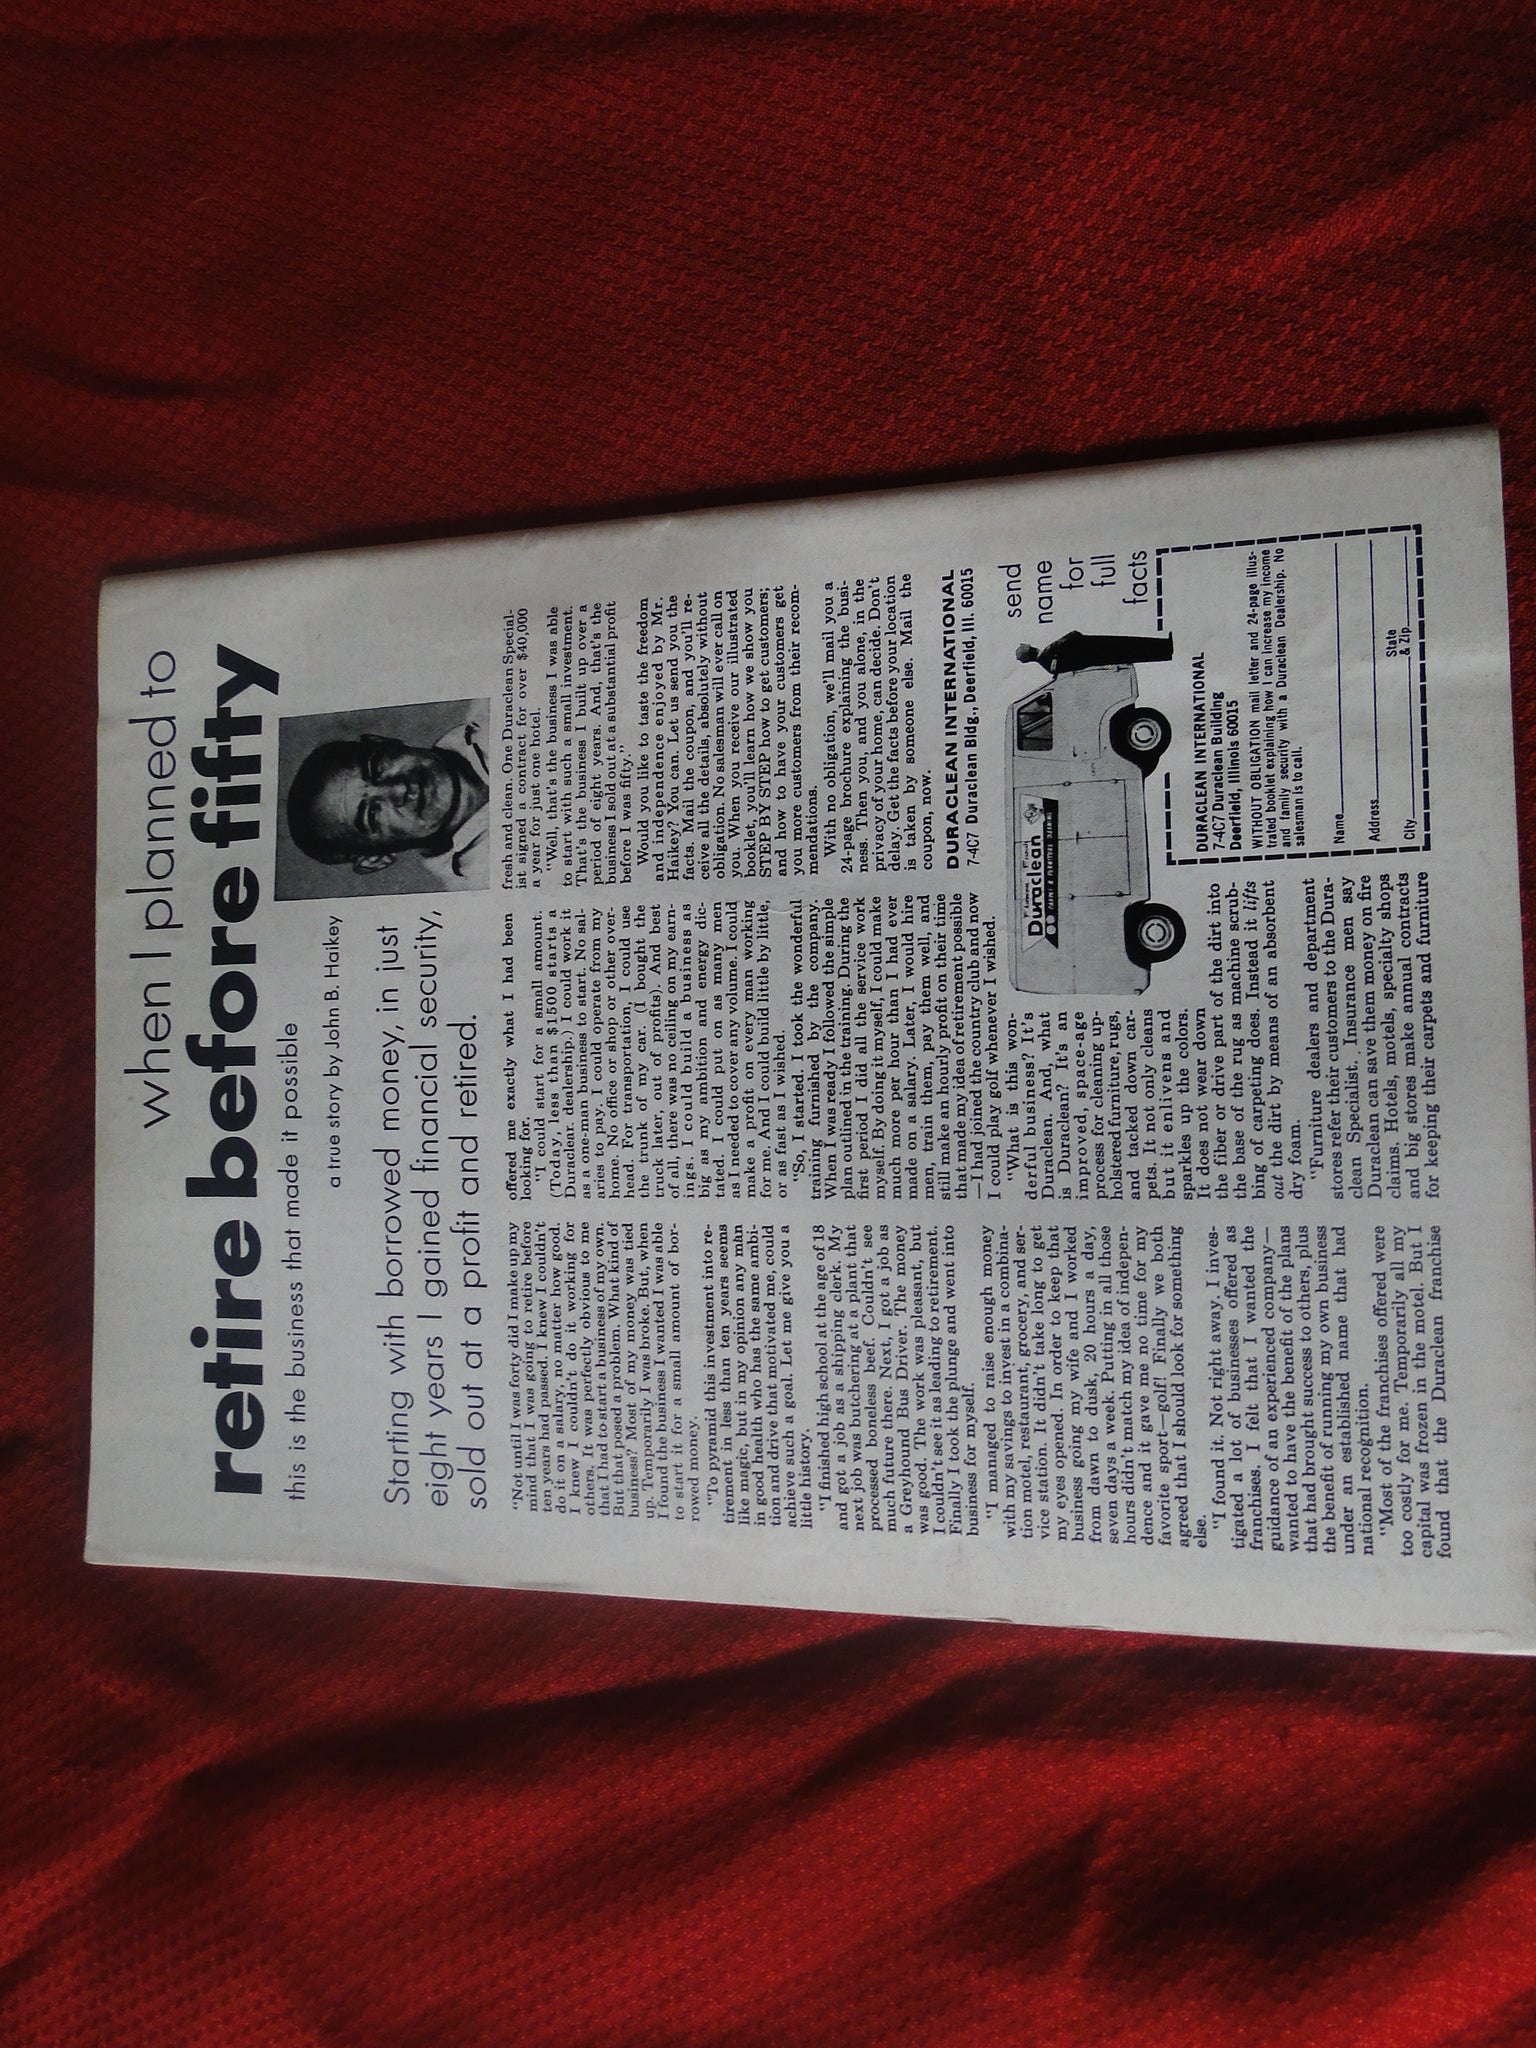 when I planned to
retire before fifty
this is the business that made it possible
a true story by John B. Haikey
Starting with borrowed money, in just
eight years I gained financial security,
sold out at a profit and retired.
"Not until I was forty did I make up my
mind that I was going to retire before
ten years had passed. I knew I couldn't
do it on a salary, no matter how good.
I knew I couldn't do it working for
others. It was perfectly obvious to me
that I had to start a business of my own.
But that posed a problem. What kind of
business? Most of my money was tied
up. Temporarily I was broke. But, when
I found the business I wanted I was able
to start it for a small amount of bor-
rowed money.
"To pyramid this investment into re-
tirement in less than ten years seems
like magic, but in my opinion any man
in good health who has the same ambi-
tion and drive that motivated me, could
achieve such a goal. Let me give you a
little history.
"I finished high school at the age of 18
and got a job as a shipping clerk. My
next job was butchering at a plant that
processed boneless beef. Couldn't see
much future there. Next, I got a job as
a Greyhound Bus Driver. The money
was good. The work was pleasant, but
I couldn't see it as leading to retirement.
Finally I took the plunge and went into
business for myself.
"I managed to raise enough money
with my savings to invest in a combina-
tion motel, restaurant, grocery, and ser-
vice station. It didn't take long to get
my eyes opened. In order to keep that
business going my wife and I worked
from dawn to dusk, 20 hours a day,
seven days a week. Putting in all those
hours didn't match my idea of indepen-
dence and it gave me no time for my
favorite sport—golf! Finally we both
agreed that I should look for something
else.
"I found it. Not right away. I inves-
tigated a lot of businesses offered as
franchises. I felt that I wanted the
guidance of an experienced company—
wanted to have the benefit of the plans
that had brought success to others, plus
the benefit of running my own business
under an established name that had
national recognition.
"Most of the franchises offered were
too costly for me. Temporarily all my
capital was frozen in the motel. But I
found that the Duraclean franchise
offered me exactly what I had been
looking for.
"I could start for a small amount.
(Today, less than $1500 starts a
Duraclean dealership.) I could work it
as a one-man business to start. No sal-
aries to pay. I could operate from my
home. No office or shop or other over-
head. For transportation, I could use
the trunk of my car. (I bought the
truck later, out of profits). And best
of all, there was no ceiling on my earn-
ings. I could build a business as
big as my ambition and energy dic-
tated. I could put on as many men
as I needed to cover any volume. I could
make a profit on every man working
for me. And I could build little by little,
or as fast as I wished.
"So, I started. I took the wonderful
training furnished by the company.
When I was ready I followed the simple
plan outlined in the training. During the
first period I did all the service work
myself. By doing it myself, I could make
much more per hour than I had ever
made on a salary. Later, I would hire
men, train them, pay them well, and
still make an hourly profit on their time
that made my idea of retirement possible
—I had joined the country club and now
I could play golf whenever I wished.
"What is this won-
derful business? It's
Duraclean. And, what
is Duraclean? It's an
improved, space-age
process for cleaning up-
holstered furniture, rugs,
and tacked down car-
pets. It not only cleans
but it enlivens and
sparkles up the colors.
It does not wear down
the fiber or drive part of the dirt into
the base of the rug as machine scrub-
bing of carpeting does. Instead it lifts
out the dirt by means of an absorbent
dry foam.
"Furniture dealers and department
stores refer their customers to the Dura-
clean Specialist. Insurance men say
Duraclean can save them money on fire
claims. Hotels, motels, specialty shops
and big stores make annual contracts
for keeping their carpets and furniture
fresh and clean. One Duraclean Special-
ist signed a contract for over $40,000
a year for just one hotel.
"Well, that's the business I was able
to start with such a small investment.
That's the business I built up over a
period of eight years. And, that's the
business I sold out at a substantial profit
before I was fifty."
Would you like to taste the freedom
and independence enjoyed by Mr.
Haikey? You can. Let us send you the
facts. Mail the coupon, and you'll re-
ceive all the details, absolutely without
obligation. No salesman will ever call on
you. When you receive our illustrated
booklet, you'll learn how we show you
STEP BY STEP how to get customers;
and how to have your customers get
you more customers from their recom-
mendations.
With no obligation, we'll mail you a
24-page brochure explaining the busi-
ness. Then you, and you alone, in the
privacy of your home, can decide. Don't
delay. Get the facts before your location
is taken by someone else. Mail the
coupon, now.
DURACLEAN INTERNATIONAL
7-4C7 Duraclean Bldg., Deerfield, Ill. 60015
Duraclean
send
name
for
full
facts
DURACLEAN INTERNATIONAL
7-4C7 Duraclean Building
Deerfield, Illinois 60015
WITHOUT OBLIGATION mail letter and 24-page illus-
trated booklet explaining how I can increase my income
and family security with a Duraclean Dealership. No
salesman is to call.
Name
Address
City
State
& Zip